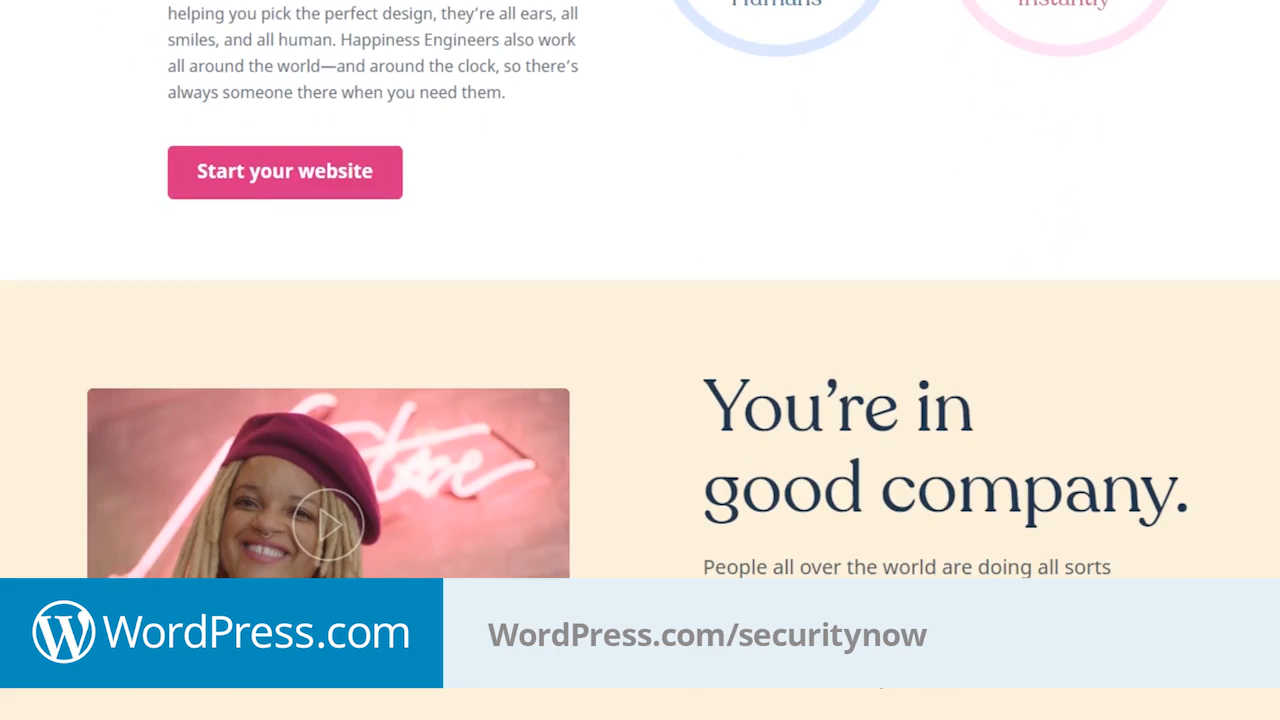 helping you pick the perfect design, they’re all ears, all
smiles, and all human. Happiness Engineers also work
all around the world—and around the clock, so there’s
always someone there when you need them.
Humans
Instantly
Start your website
You’re in
good company.
People all over the world are doing all sorts
WordPress.com
WordPress.com/securitynow